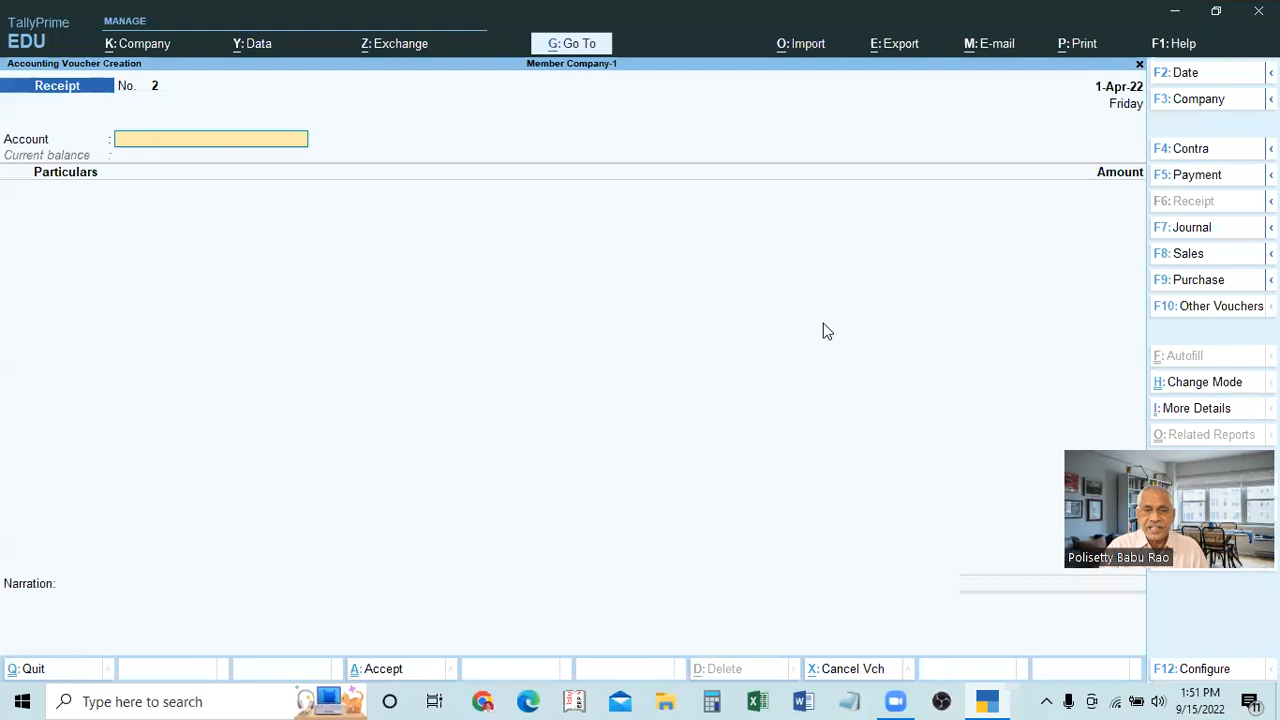 TallyPrime
EDU
MANAGE
K: Company
Y: Data
Z: Exchange
G: Go To
O: Import
E: Export
M: E-mail
P: Print
F1: Help
Accounting Voucher Creation
Member Company-1
Receipt No. 2
1-Apr-22
Friday
Account :
Current balance :
Particulars
Amount
F2: Date
F3: Company
F4: Contra
F5: Payment
F6: Receipt
F7: Journal
F8: Sales
F9: Purchase
F10: Other Vouchers
F: Autofill
H: Change Mode
I: More Details
O: Related Reports
Polisetty Babu Rao
Narration:
Q: Quit
A: Accept
D: Delete
X: Cancel Vch
F12: Configure
Type here to search
1:51 PM
9/15/2022